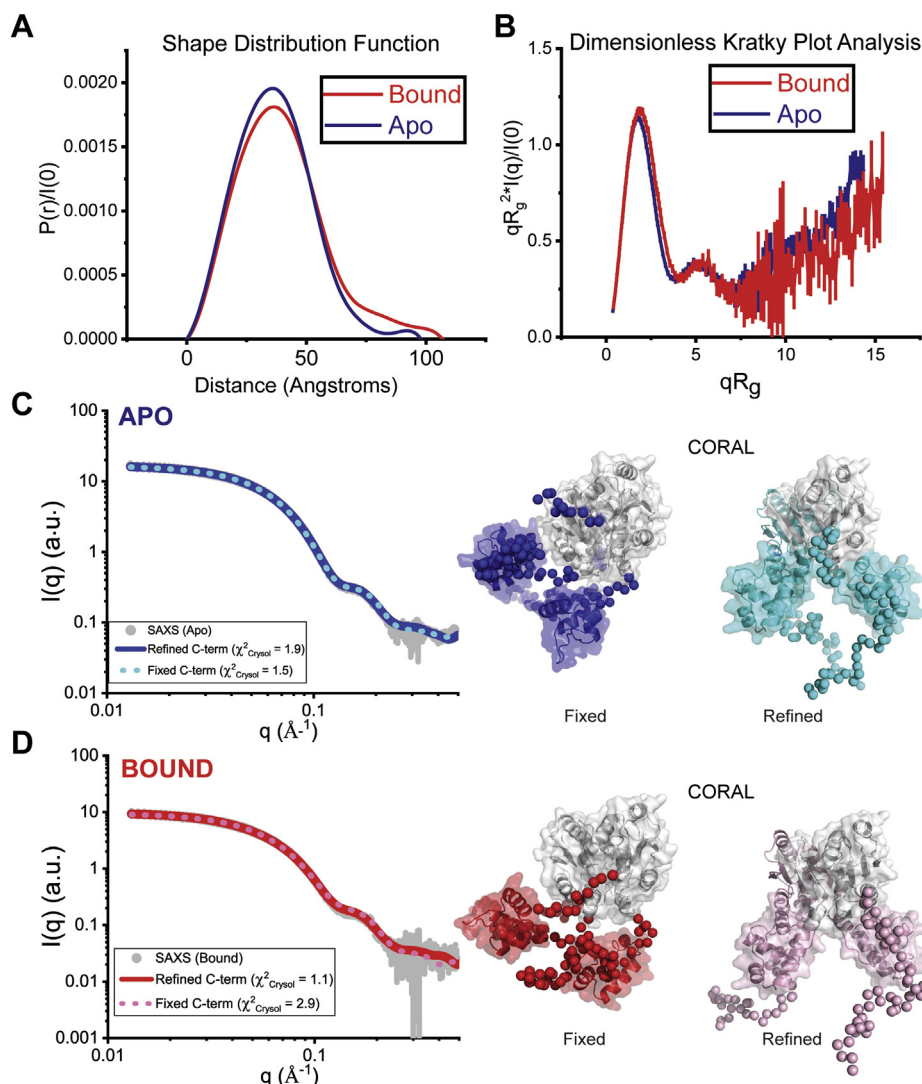 A
Shape Distribution Function
Bound
Apo
P(r)/I(0)
0.0020
0.0015
0.0010
0.0005
0.0000
0
50
100
Distance (Angstroms)
B
Dimensionless Kratky Plot Analysis
Bound
Apo
qRg²*I(q)/I(0)
1.5
1.0
0.5
0.0
0
5
10
15
qRg
C
APO
I(q) (a.u.)
100
10
1
0.1
0.01
SAXS (Apo)
Refined C-term (χ²Crysol = 1.9)
Fixed C-term (χ²Crysol = 1.5)
0.01
0.1
q (Å-¹)
CORAL
Fixed
Refined
D
BOUND
I(q) (a.u.)
100
10
1
0.1
0.01
0.001
SAXS (Bound)
Refined C-term (χ²Crysol = 1.1)
Fixed C-term (χ²Crysol = 2.9)
0.01
0.1
q (Å-¹)
CORAL
Fixed
Refined